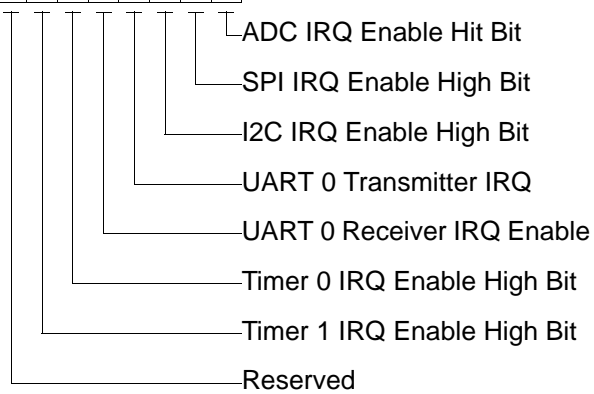 ADC IRQ Enable Hit Bit
SPI IRQ Enable High Bit
I2C IRQ Enable High Bit
UART 0 Transmitter IRQ
UART 0 Receiver IRQ Enable
Timer 0 IRQ Enable High Bit
Timer 1 IRQ Enable High Bit
Reserved